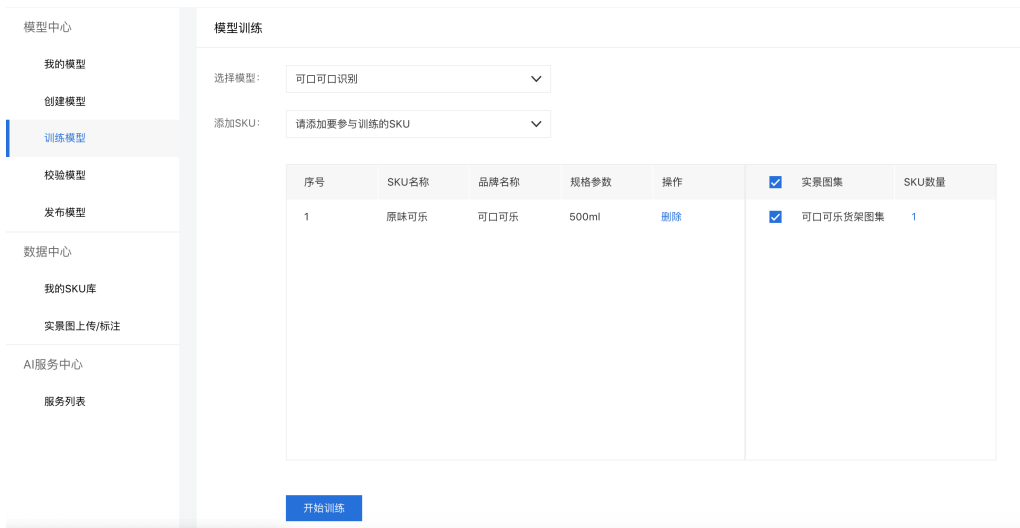 模型中心
我的模型
创建模型
训练模型
校验模型
发布模型
数据中心
我的SKU库
实景图上传/标注
AI服务中心
服务列表
模型训练
选择模型：
可口可口识别
添加SKU：
请添加要参与训练的SKU
序号 SKU名称 品牌名称 规格参数 操作 实景图集 SKU数量
1 原味可乐 可口可乐 500ml 删除 可口可乐货架图集 1
开始训练